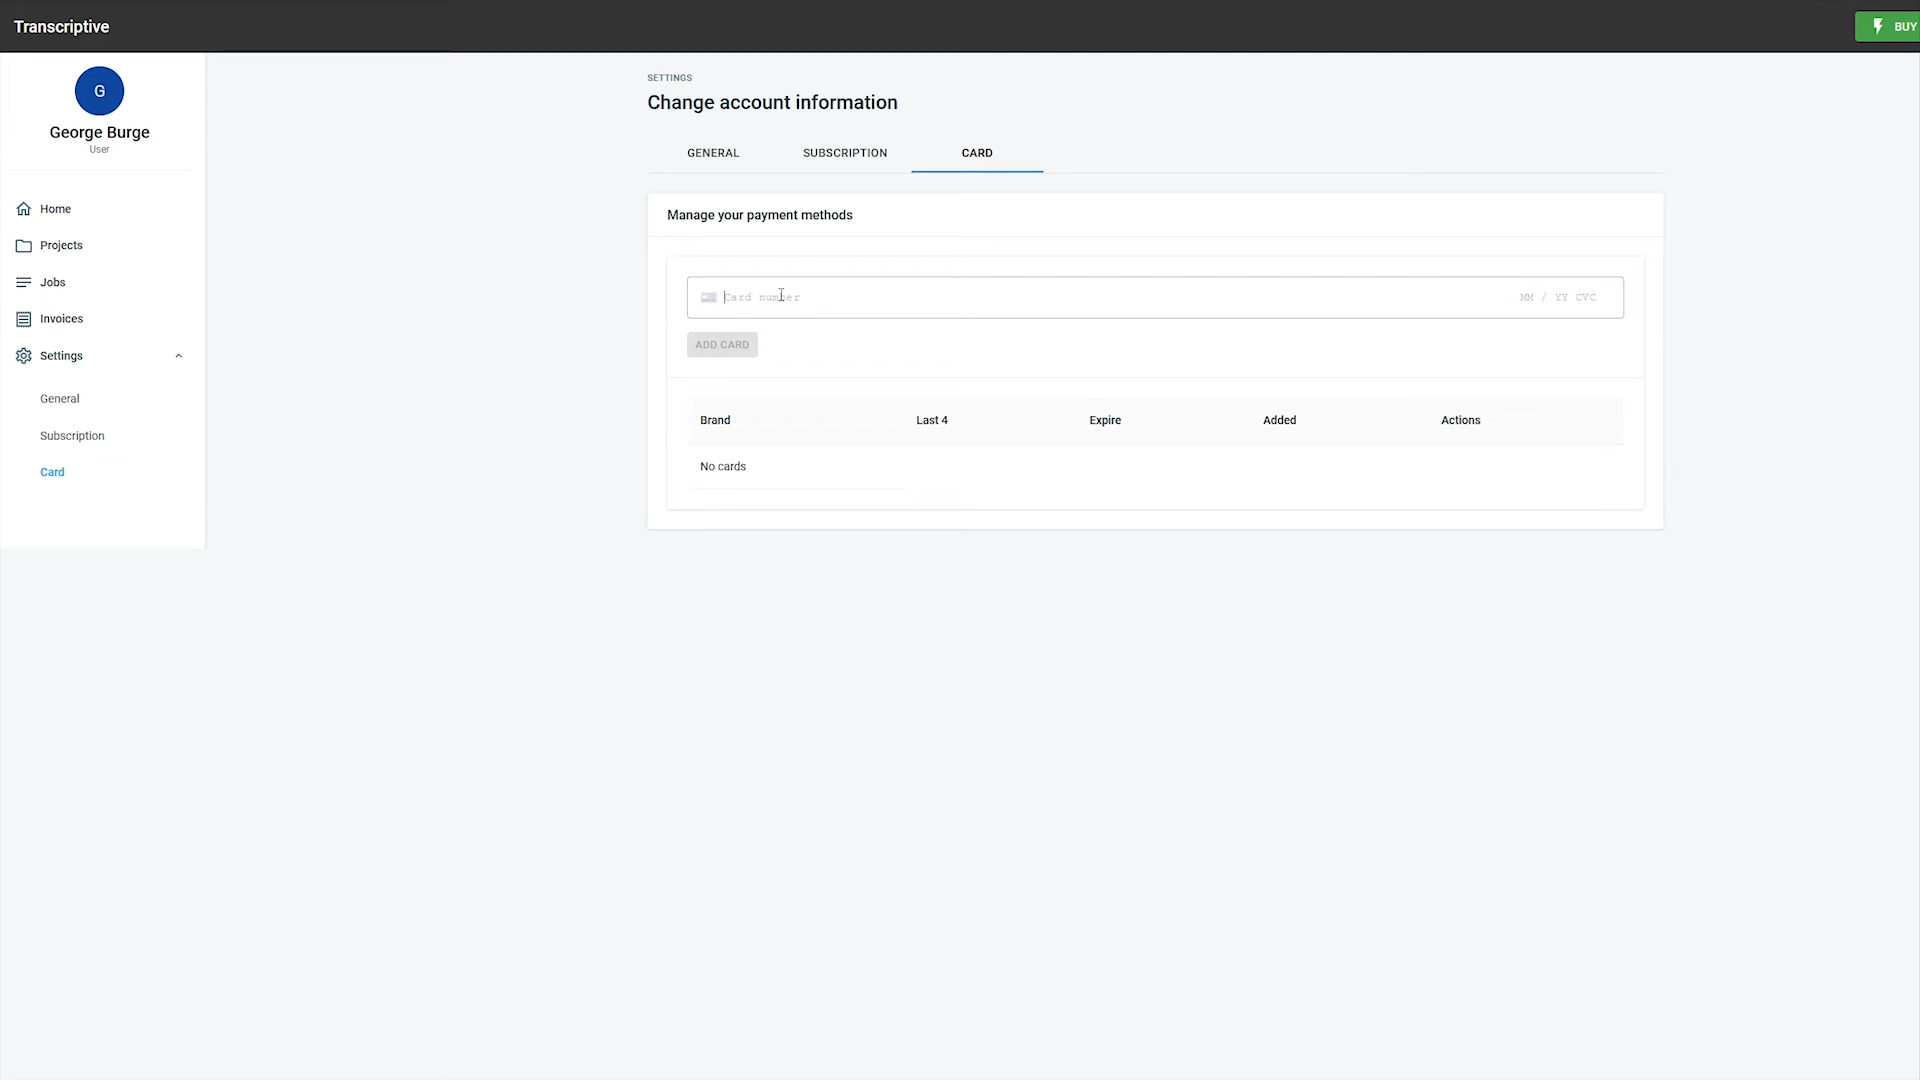 Transcriptive
BUY
G
George Burge
User
Home
Projects
Jobs
Invoices
Settings
General
Subscription
Card
SETTINGS
Change account information
GENERAL SUBSCRIPTION CARD
Manage your payment methods
Card number MM / YY CVC
ADD CARD
Brand Last 4 Expire Added Actions
No cards